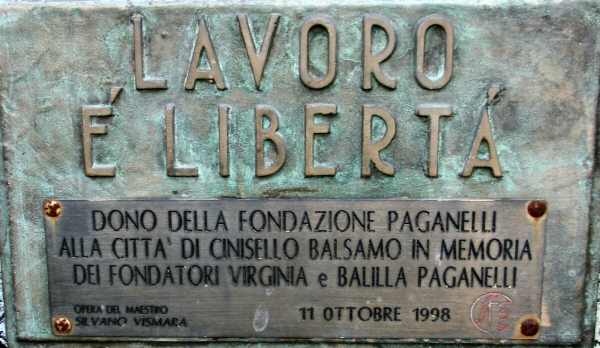 LAVORO
É LIBERTÁ
DONO DELLA FONDAZIONE PAGANELLI
ALLA CITTA' DI CINISELLO BALSAMO IN MEMORIA
DEI FONDATORI VIRGINIA e BALILLA PAGANELLI
OPERA DEL MAESTRO
SILVANO VISMARA
11 OTTOBRE 1998